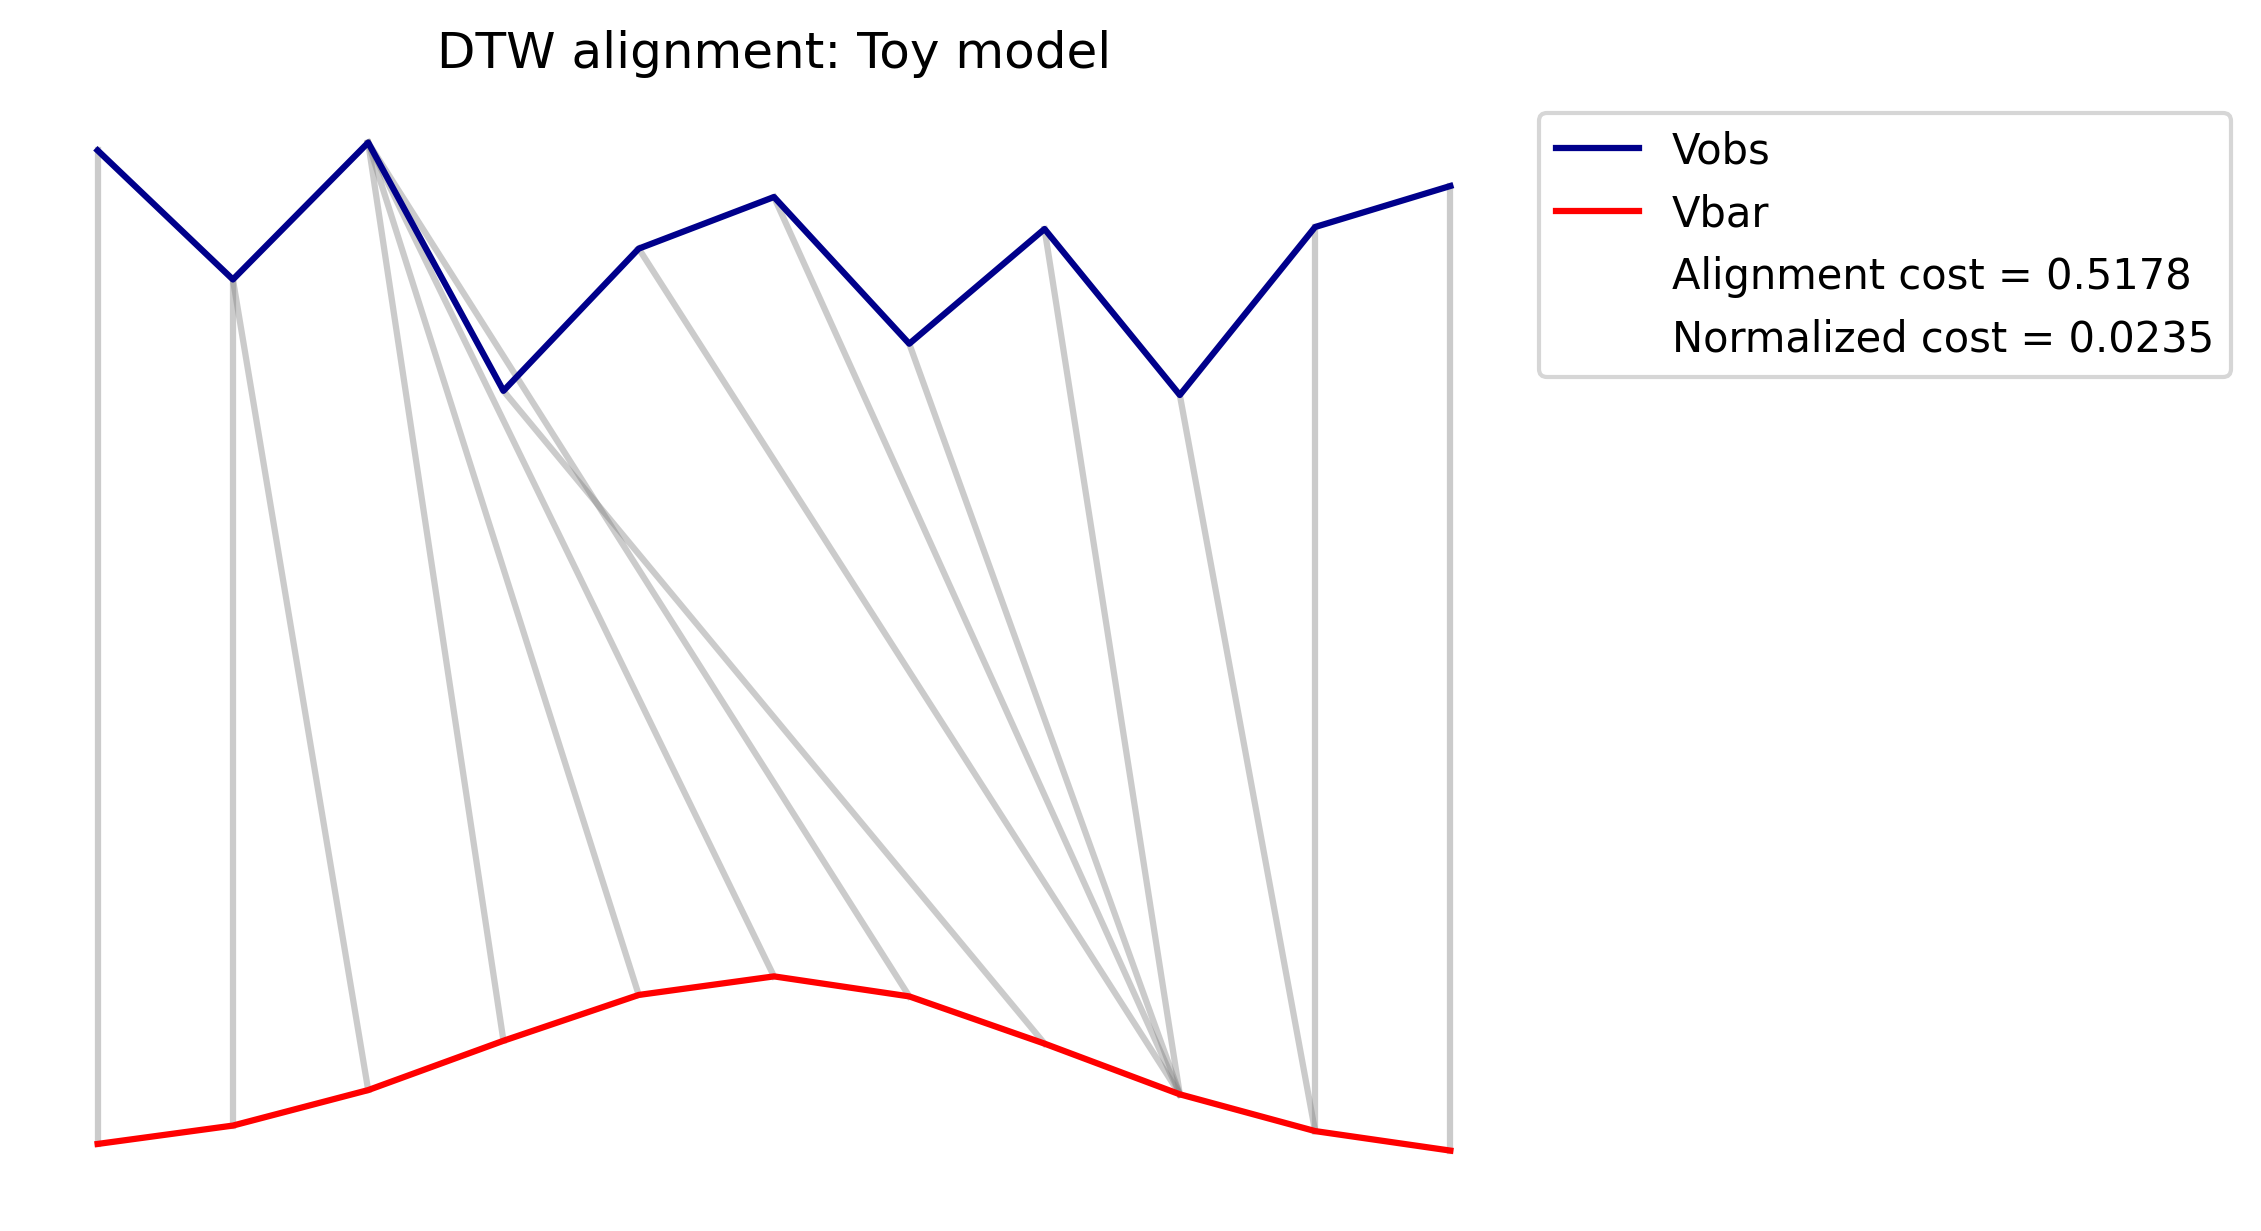 DTW alignment: Toy model
Vobs
Vbar
Alignment cost = 0.5178
Normalized cost = 0.0235